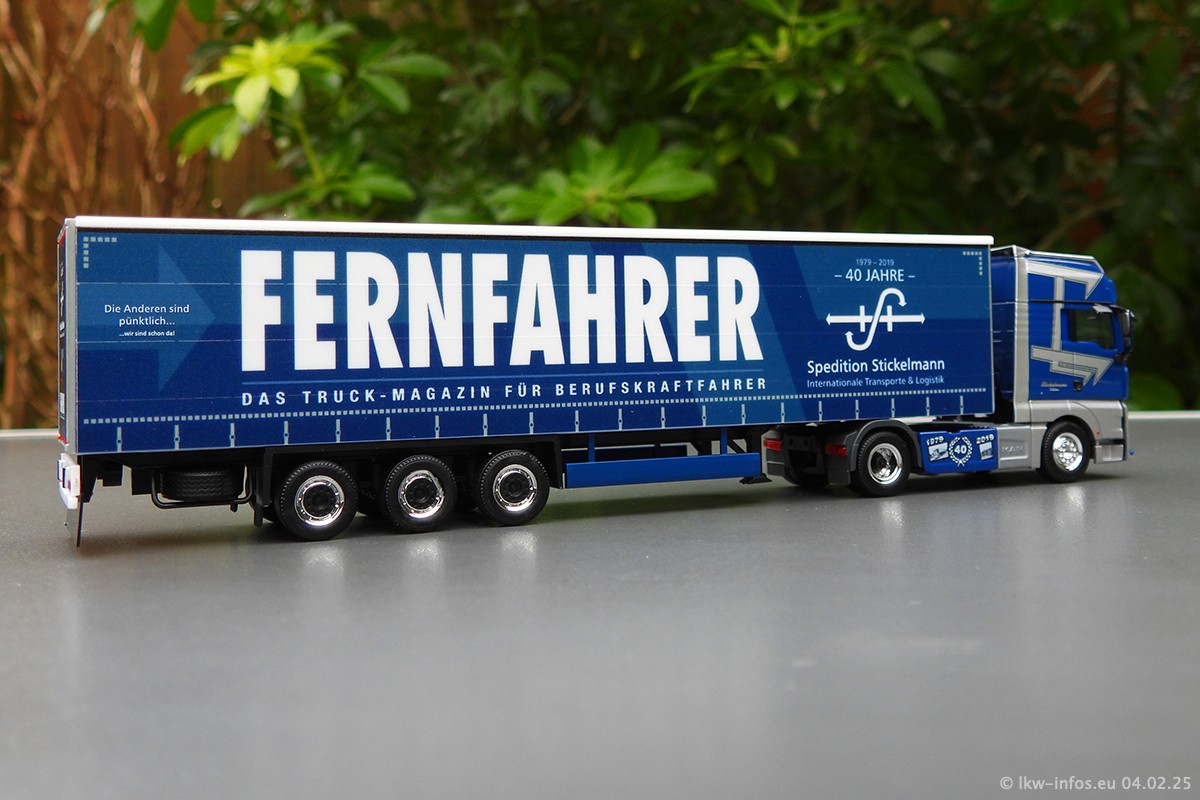 Die Anderen sind
pünktlich...
...wir sind schon da!
FERNFAHRER
DAS TRUCK-MAGAZIN FÜR BERUFSKRAFTFAHRER
1979 – 2019
– 40 JAHRE –
Spedition Stickelmann
Internationale Transporte & Logistik
Stickelmann
1979
40
2019
© lkw-infos.eu 04.02.25